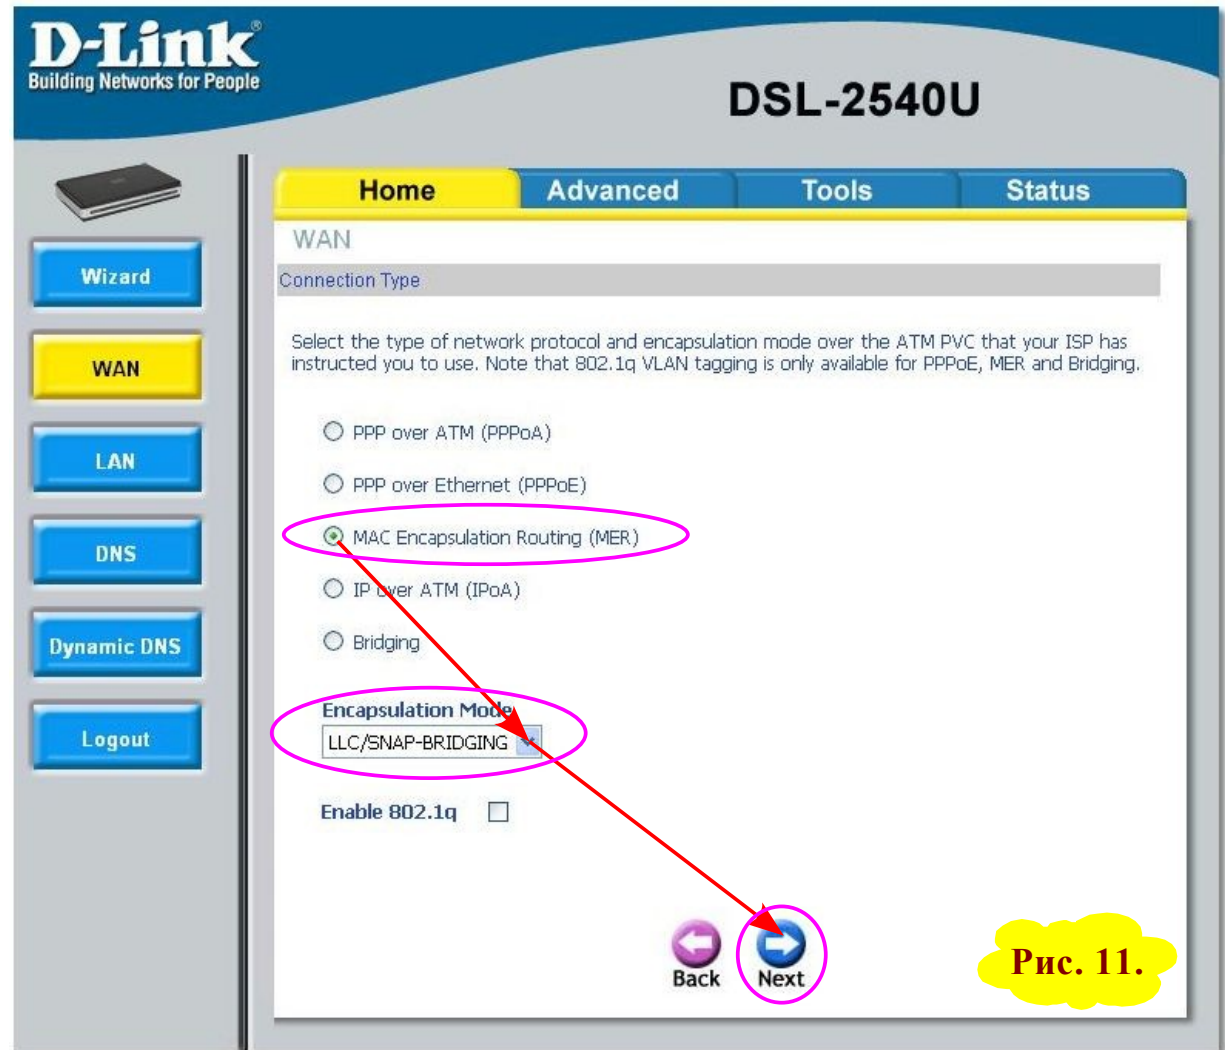 D-Link®
Building Networks for People
DSL-2540U
Home Advanced Tools Status
Wizard
WAN
LAN
DNS
Dynamic DNS
Logout
WAN
Connection Type
Select the type of network protocol and encapsulation mode over the ATM PVC that your ISP has
instructed you to use. Note that 802.1q VLAN tagging is only available for PPPoE, MER and Bridging.
PPP over ATM (PPPoA)
PPP over Ethernet (PPPoE)
MAC Encapsulation Routing (MER)
IP over ATM (IPoA)
Bridging
Encapsulation Mode
LLC/SNAP-BRIDGING
Enable 802.1q
Back Next
Рис. 11.